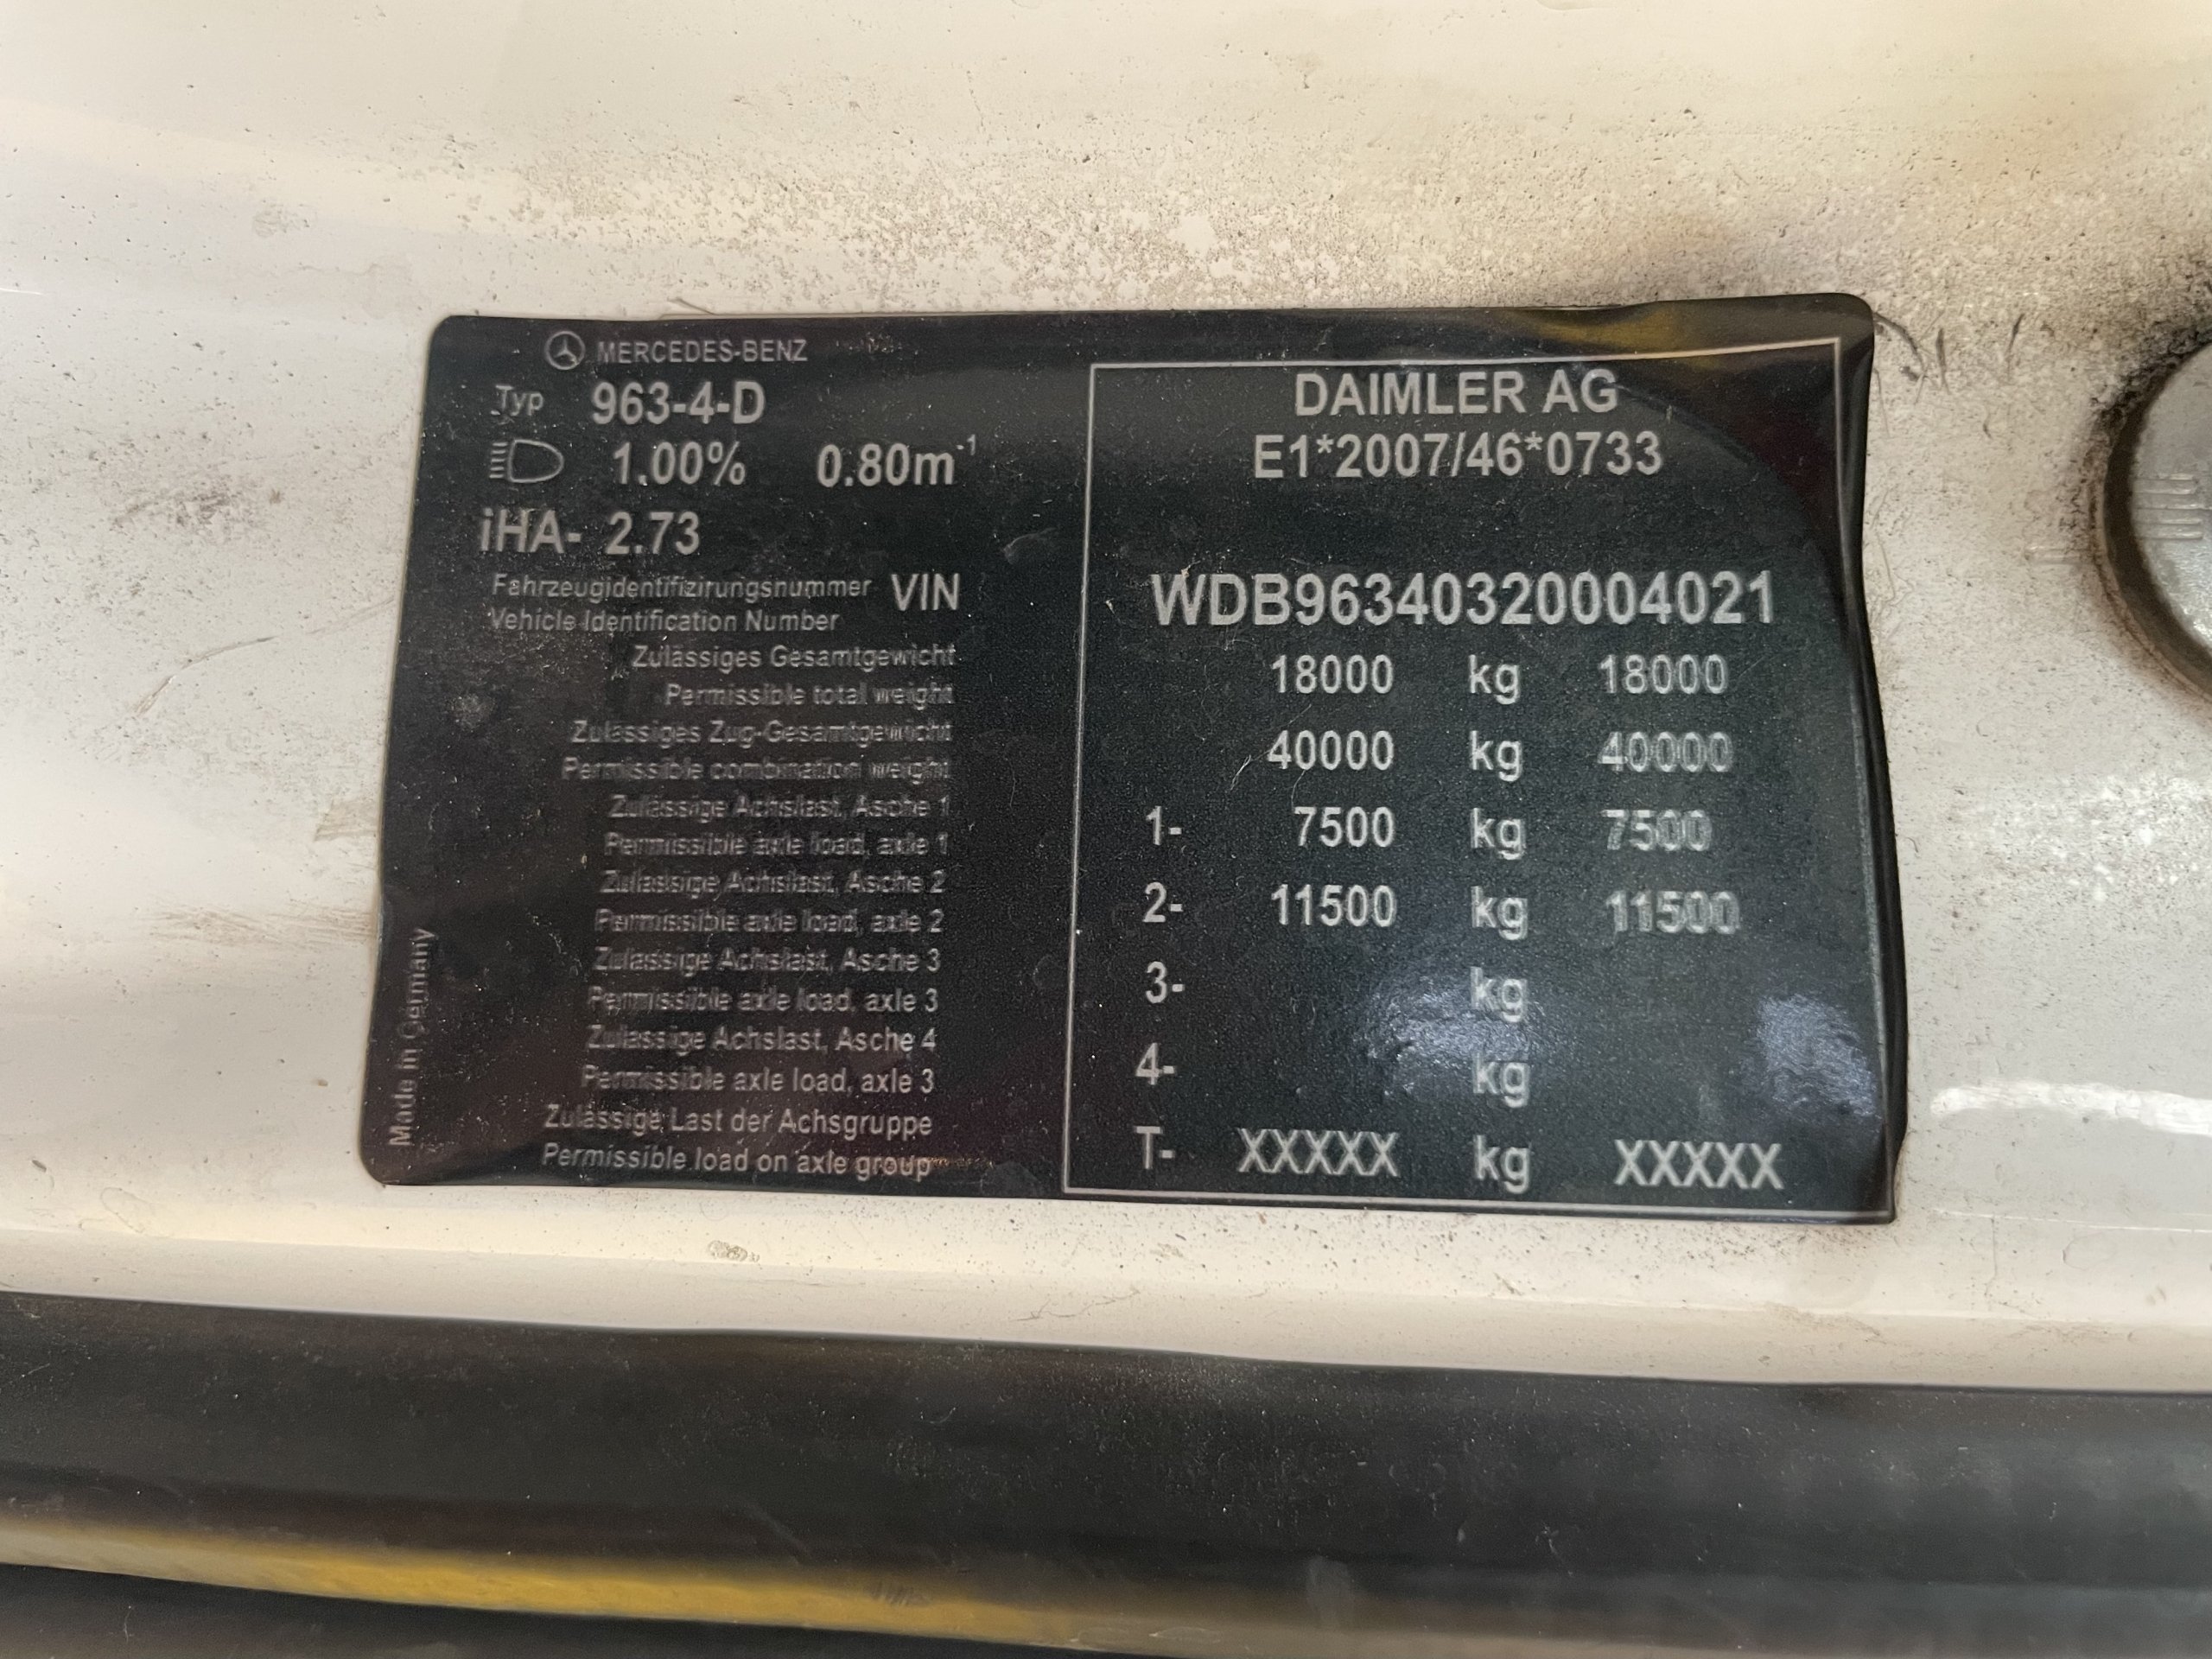 MERCEDES-BENZ
Typ 963-4-D
1.00% 0.80m-1
iHA- 2.73
Fahrzeugidentifizirungsnummer VIN
Vehicle Identification Number
Zulässiges Gesamtgewicht
Permissible total weight
Zulässiges Zug-Gesamtgewicht
Permissible combination weight
Zulässige Achslast, Asche 1
Permissible axle load, axle 1
Zulässige Achslast, Asche 2
Permissible axle load, axle 2
Zulässige Achslast, Asche 3
Permissible axle load, axle 3
Zulässige Achslast, Asche 4
Permissible axle load, axle 3
Zulässige Last der Achsgruppe
Permissible load on axle group
Made in Germany
DAIMLER AG
E1*2007/46*0733
WDB96340320004021
18000 kg 18000
40000 kg 40000
1- 7500 kg 7500
2- 11500 kg 11500
3- kg
4- kg
T- XXXXX kg XXXXX